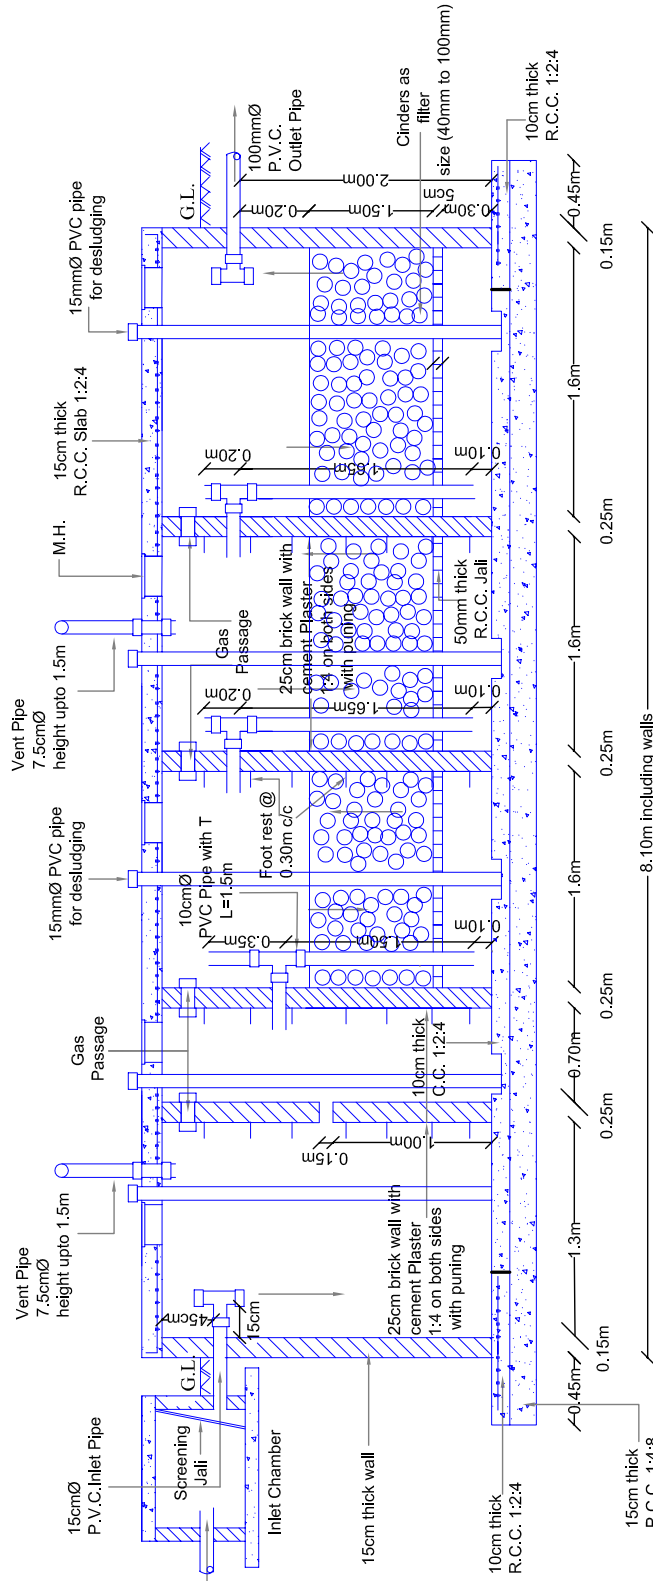 Vent Pipe
7.5cmØ
height upto 1.5m
Gas
Passage
15mmØ PVC pipe
for desludging
Vent Pipe
7.5cmØ
height upto 1.5m
M.H.
15cm thick
R.C.C. Slab 1:2:4
15mmØ PVC pipe
for desludging
15cmØ
P.V.C.Inlet Pipe
Screening
Jali
Inlet Chamber
G.L.
45cm
15cm
15cm thick wall
25cm brick wall with
cement Plaster
1:4 on both sides
with puning
0.15m
1.00m
10cm thick
C.C. 1:2:4
10cmØ
PVC Pipe with T
L=1.5m
0.35m
1.50m
0.10m
Foot rest @
0.30m c/c
Gas
Passage
0.20m
1.65m
0.10m
25cm brick wall with
cement Plaster
1:4 on both sides
with puning
50mm thick
R.C.C. Jali
0.20m
1.65m
0.10m
G.L.
100mmØ
P.V.C.
Outlet Pipe
0.20m
1.50m
5cm
0.30m
2.00m
Cinders as
filter
size (40mm to 100mm)
10cm thick
R.C.C. 1:2:4
10cm thick
R.C.C. 1:2:4
15cm thick
0.45m
0.15m
1.3m
0.25m
0.70m
0.25m
1.6m
0.25m
1.6m
0.25m
1.6m
0.15m
0.45m
8.10m including walls